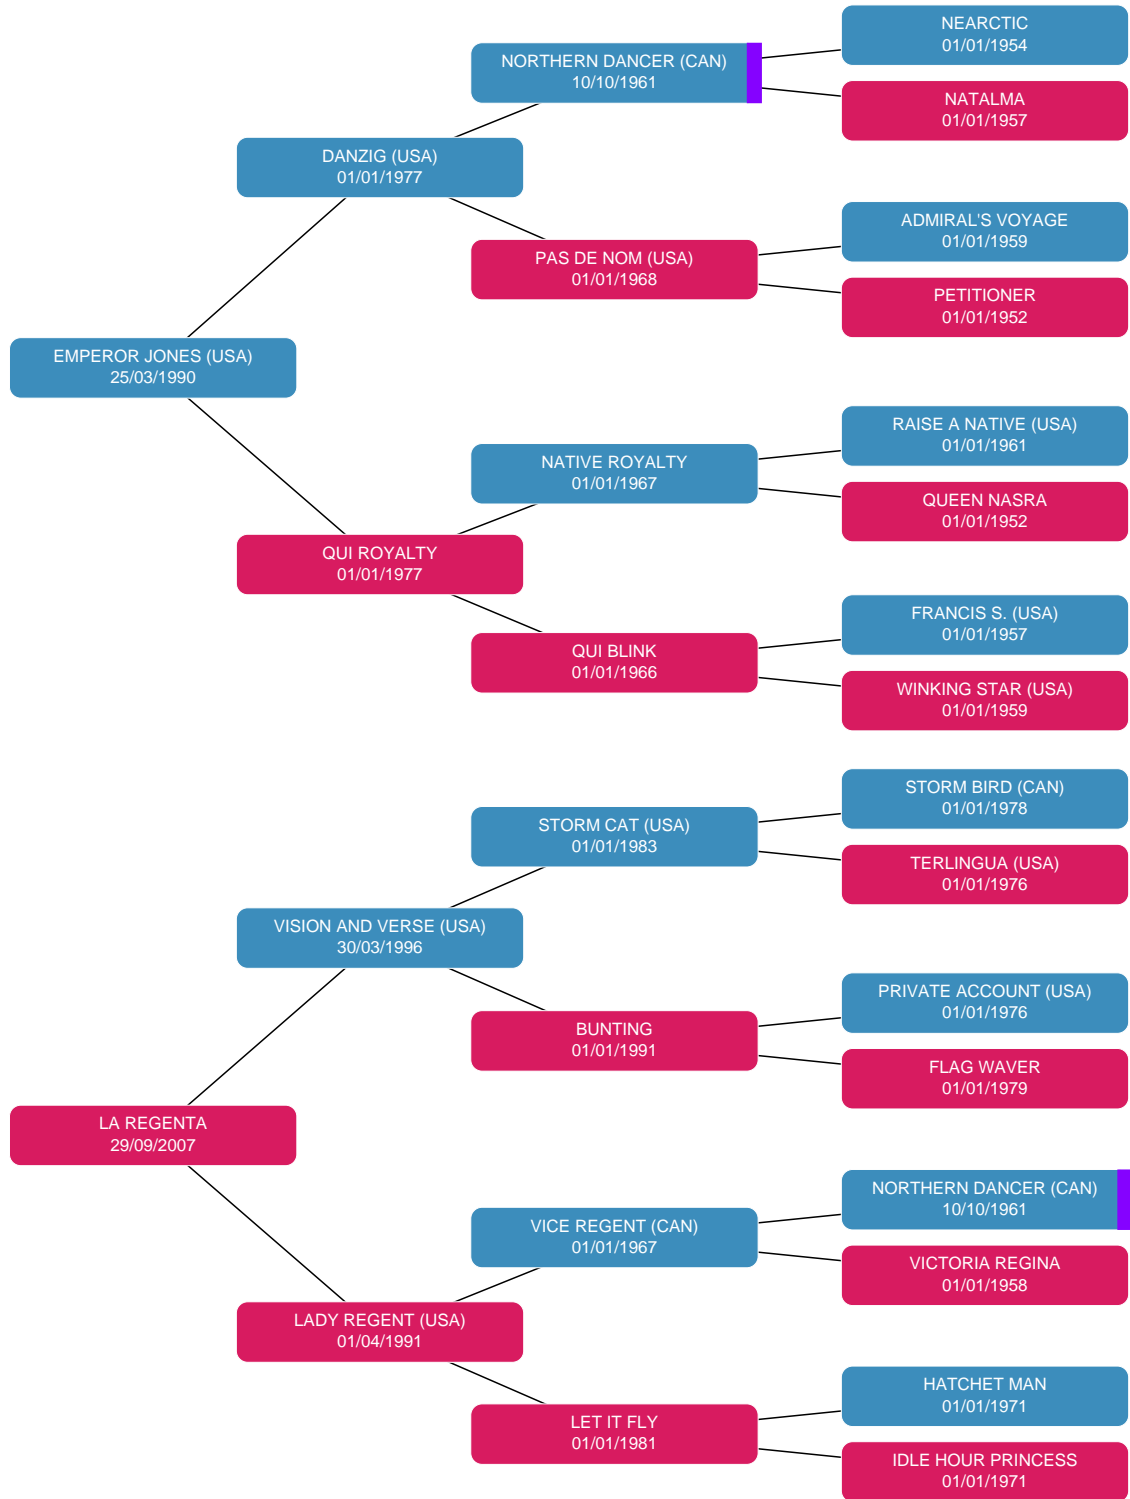 NEARCTIC
01/01/1954
NORTHERN DANCER (CAN)
10/10/1961
NATALMA
01/01/1957
DANZIG (USA)
01/01/1977
ADMIRAL'S VOYAGE
01/01/1959
PAS DE NOM (USA)
01/01/1968
PETITIONER
01/01/1952
EMPEROR JONES (USA)
25/03/1990
RAISE A NATIVE (USA)
01/01/1961
NATIVE ROYALTY
01/01/1967
QUEEN NASRA
01/01/1952
QUI ROYALTY
01/01/1977
FRANCIS S. (USA)
01/01/1957
QUI BLINK
01/01/1966
WINKING STAR (USA)
01/01/1959
STORM BIRD (CAN)
01/01/1978
STORM CAT (USA)
01/01/1983
TERLINGUA (USA)
01/01/1976
VISION AND VERSE (USA)
30/03/1996
PRIVATE ACCOUNT (USA)
01/01/1976
BUNTING
01/01/1991
FLAG WAVER
01/01/1979
LA REGENTA
29/09/2007
NORTHERN DANCER (CAN)
10/10/1961
VICE REGENT (CAN)
01/01/1967
VICTORIA REGINA
01/01/1958
LADY REGENT (USA)
01/04/1991
HATCHET MAN
01/01/1971
LET IT FLY
01/01/1981
IDLE HOUR PRINCESS
01/01/1971